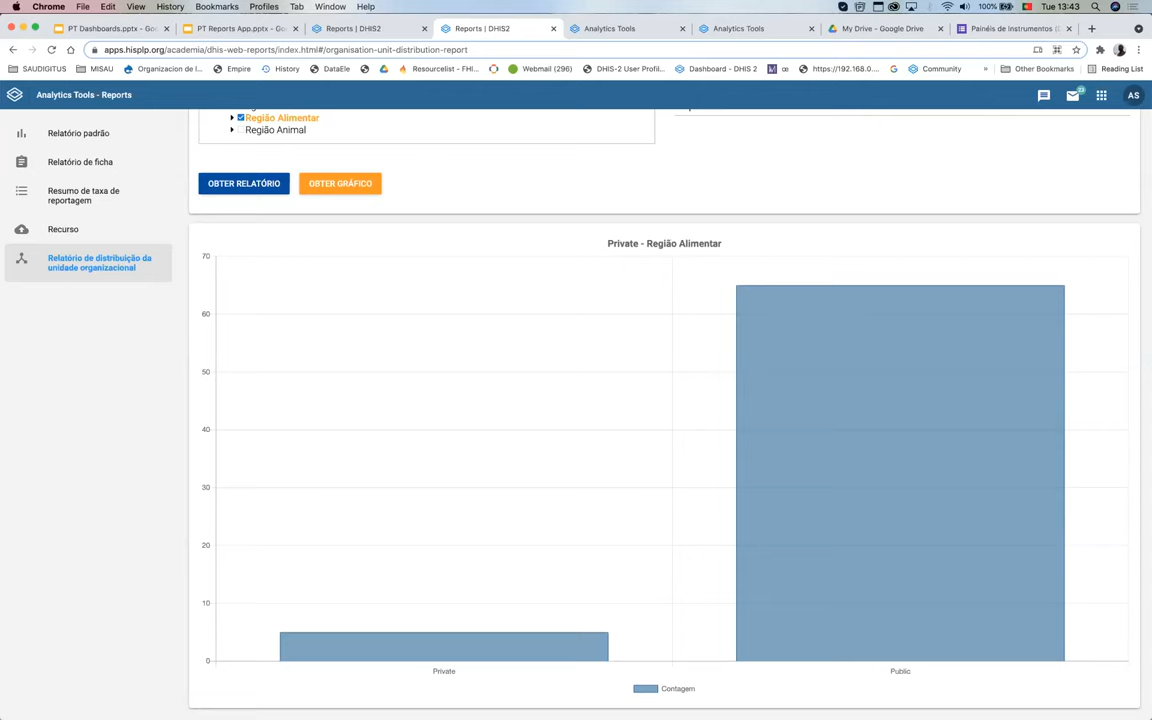 Chrome File Edit View History Bookmarks Profiles Tab Window Help 100% Tue 13:43
PT Dashboards.pptx - Goo PT Reports App.pptx - Goo Reports | DHIS2 Reports | DHIS2 Analytics Tools Analytics Tools My Drive - Google Drive Painéis de Instrumentos (
apps.hisplp.org/academia/dhis-web-reports/index.html#/organisation-unit-distribution-report
SAUDIGITUS MISAU Organizacion de I... Empire History DataEle Resourcelist - FHI... Webmail (296) DHIS-2 User Profil... Dashboard - DHIS 2 https://192.168.0.... Community » Other Bookmarks Reading List
Analytics Tools - Reports
23
AS
Relatório padrão
Relatório de ficha
Resumo de taxa de
reportagem
Recurso
Relatório de distribuição da
unidade organizacional
Região Alimentar
Região Animal
OBTER RELATÓRIO OBTER GRÁFICO
Private - Região Alimentar
70
60
50
40
30
20
10
0
Private Public
Contagem